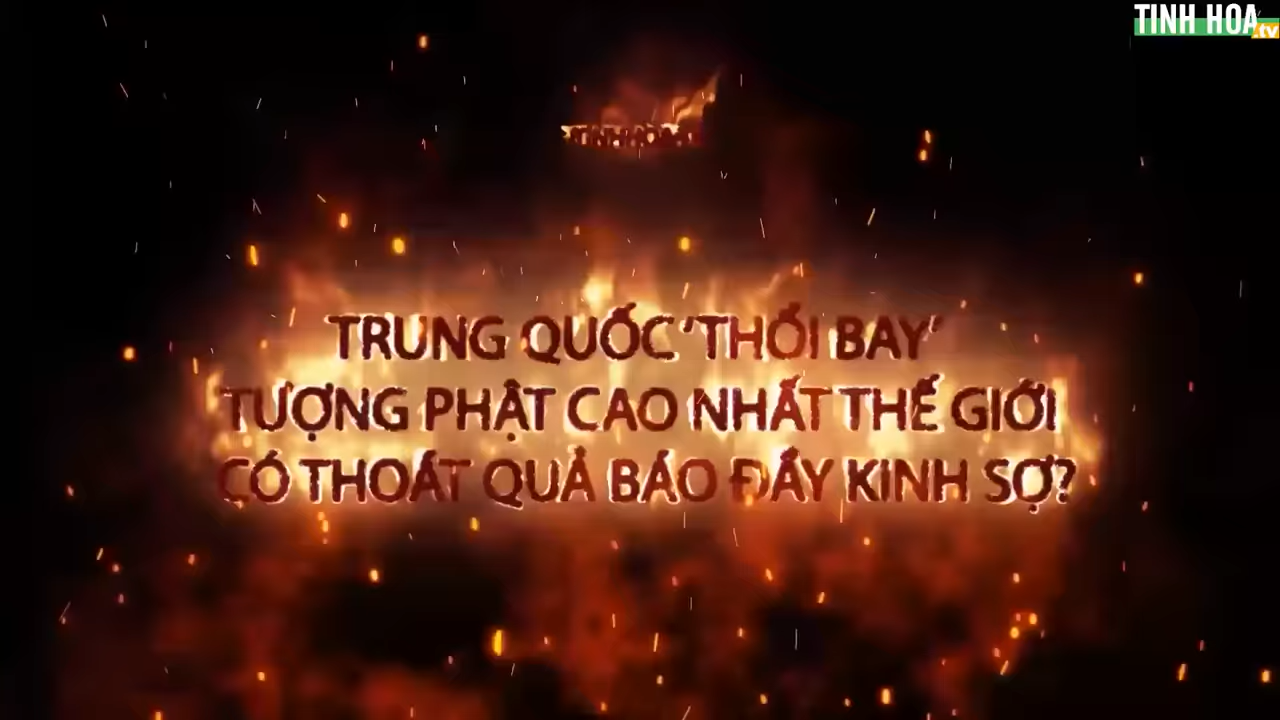 TINH HOA
.tv
TRUNG QUỐC ‘THỔI BAY’
TƯỢNG PHẬT CAO NHẤT THẾ GIỚI
CÓ THOÁT QUẢ BÁO ĐẦY KINH SỢ?